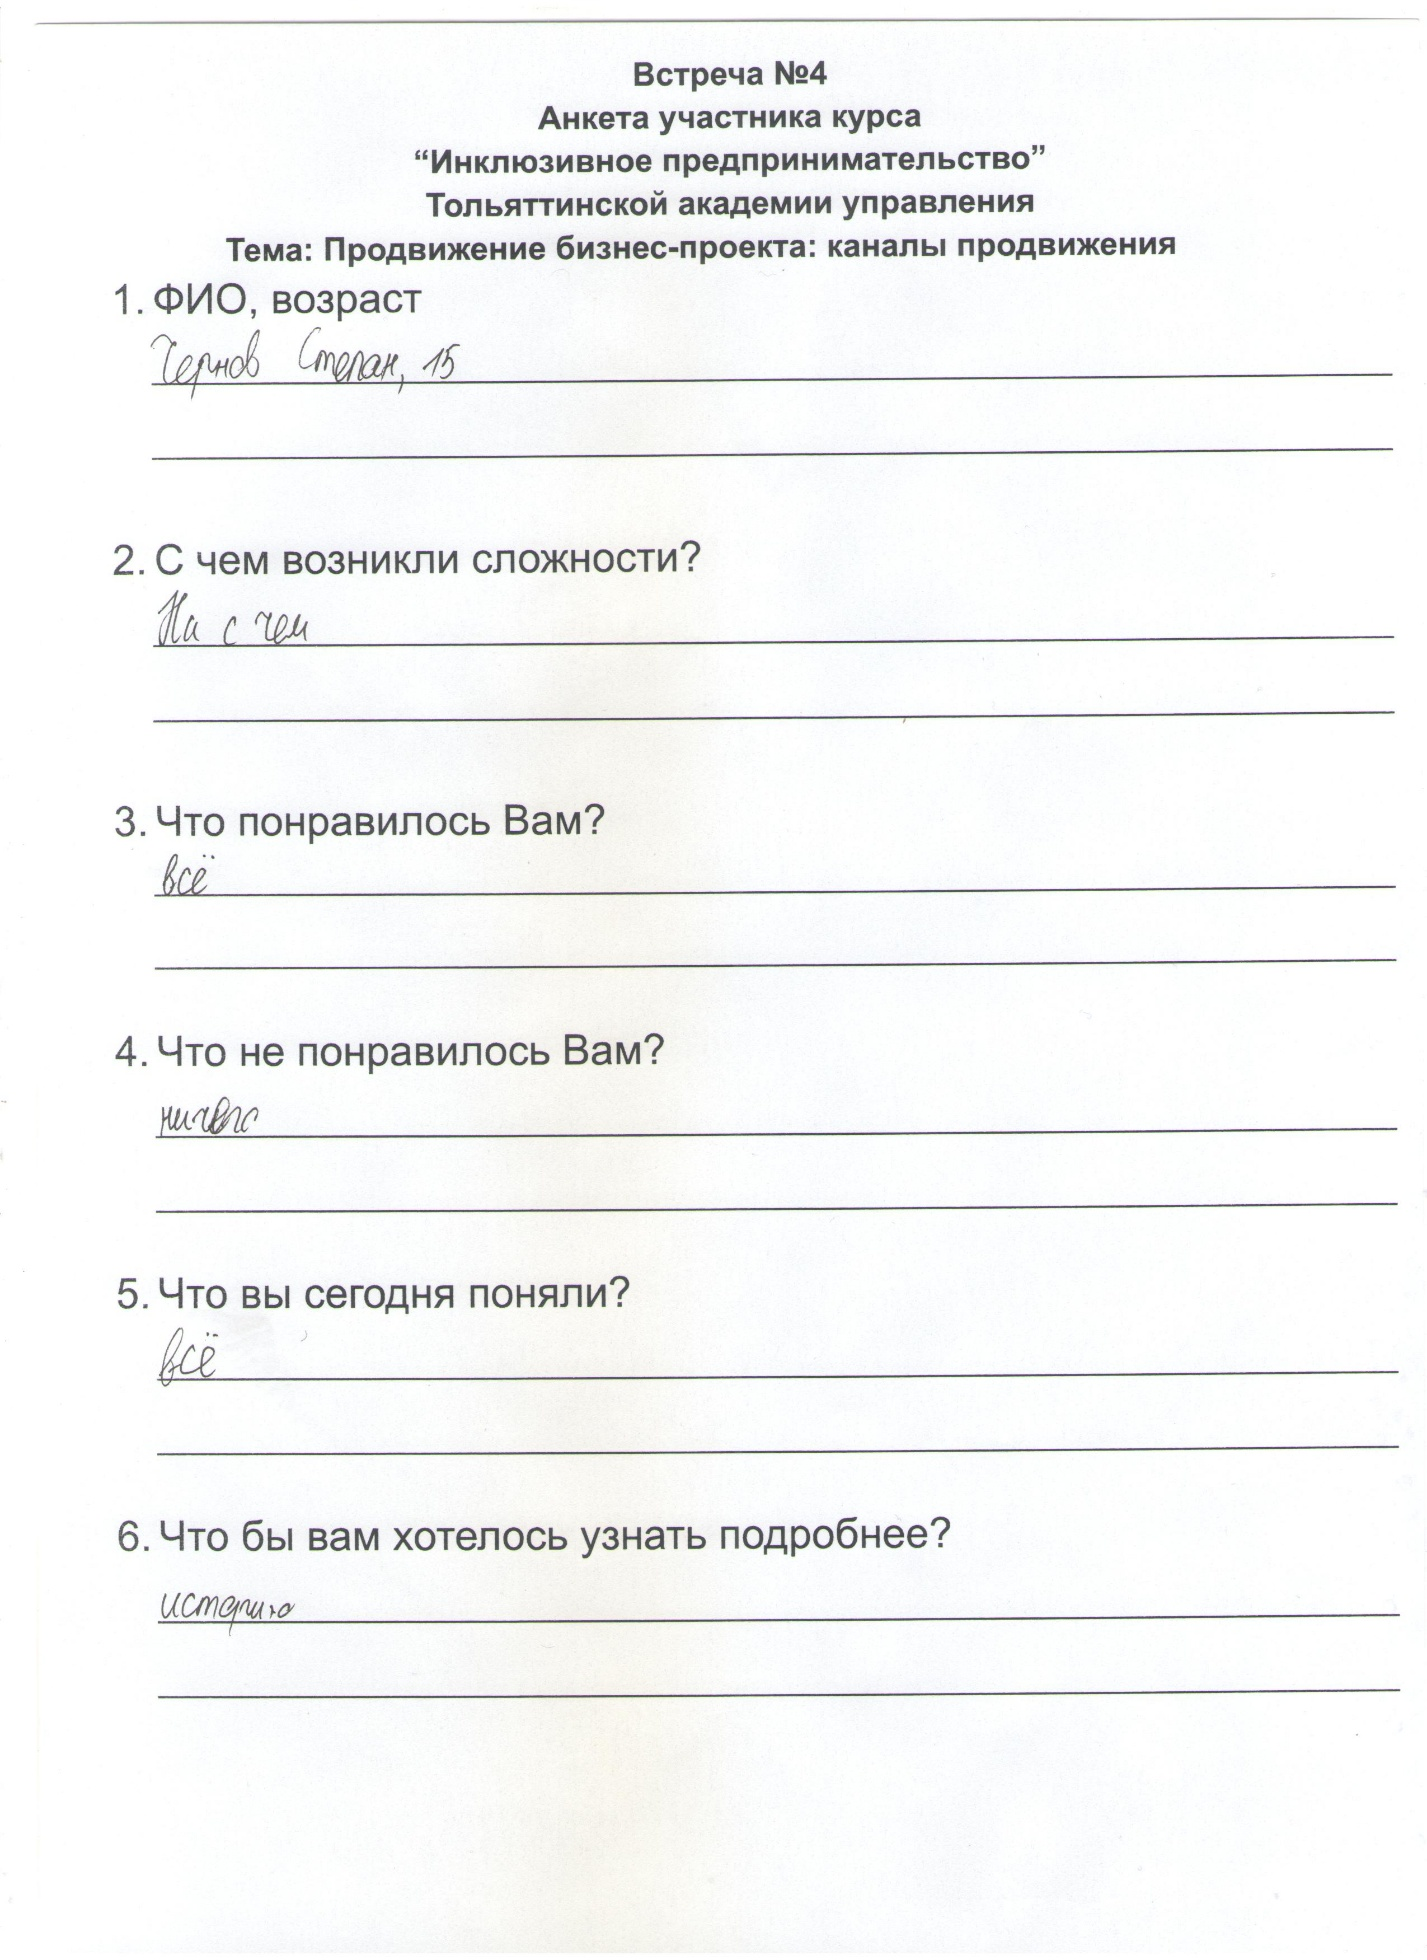 Встреча №4
Анкета участника курса
“Инклюзивное предпринимательство”
Тольяттинской академии управления
Тема: Продвижение бизнес-проекта: каналы продвижения
1. ФИО, возраст
Чернов Степан, 15
2. С чем возникли сложности?
Ни с чем
3. Что понравилось Вам?
всё
4. Что не понравилось Вам?
ничего
5. Что вы сегодня поняли?
всё
6. Что бы вам хотелось узнать подробнее?
историю